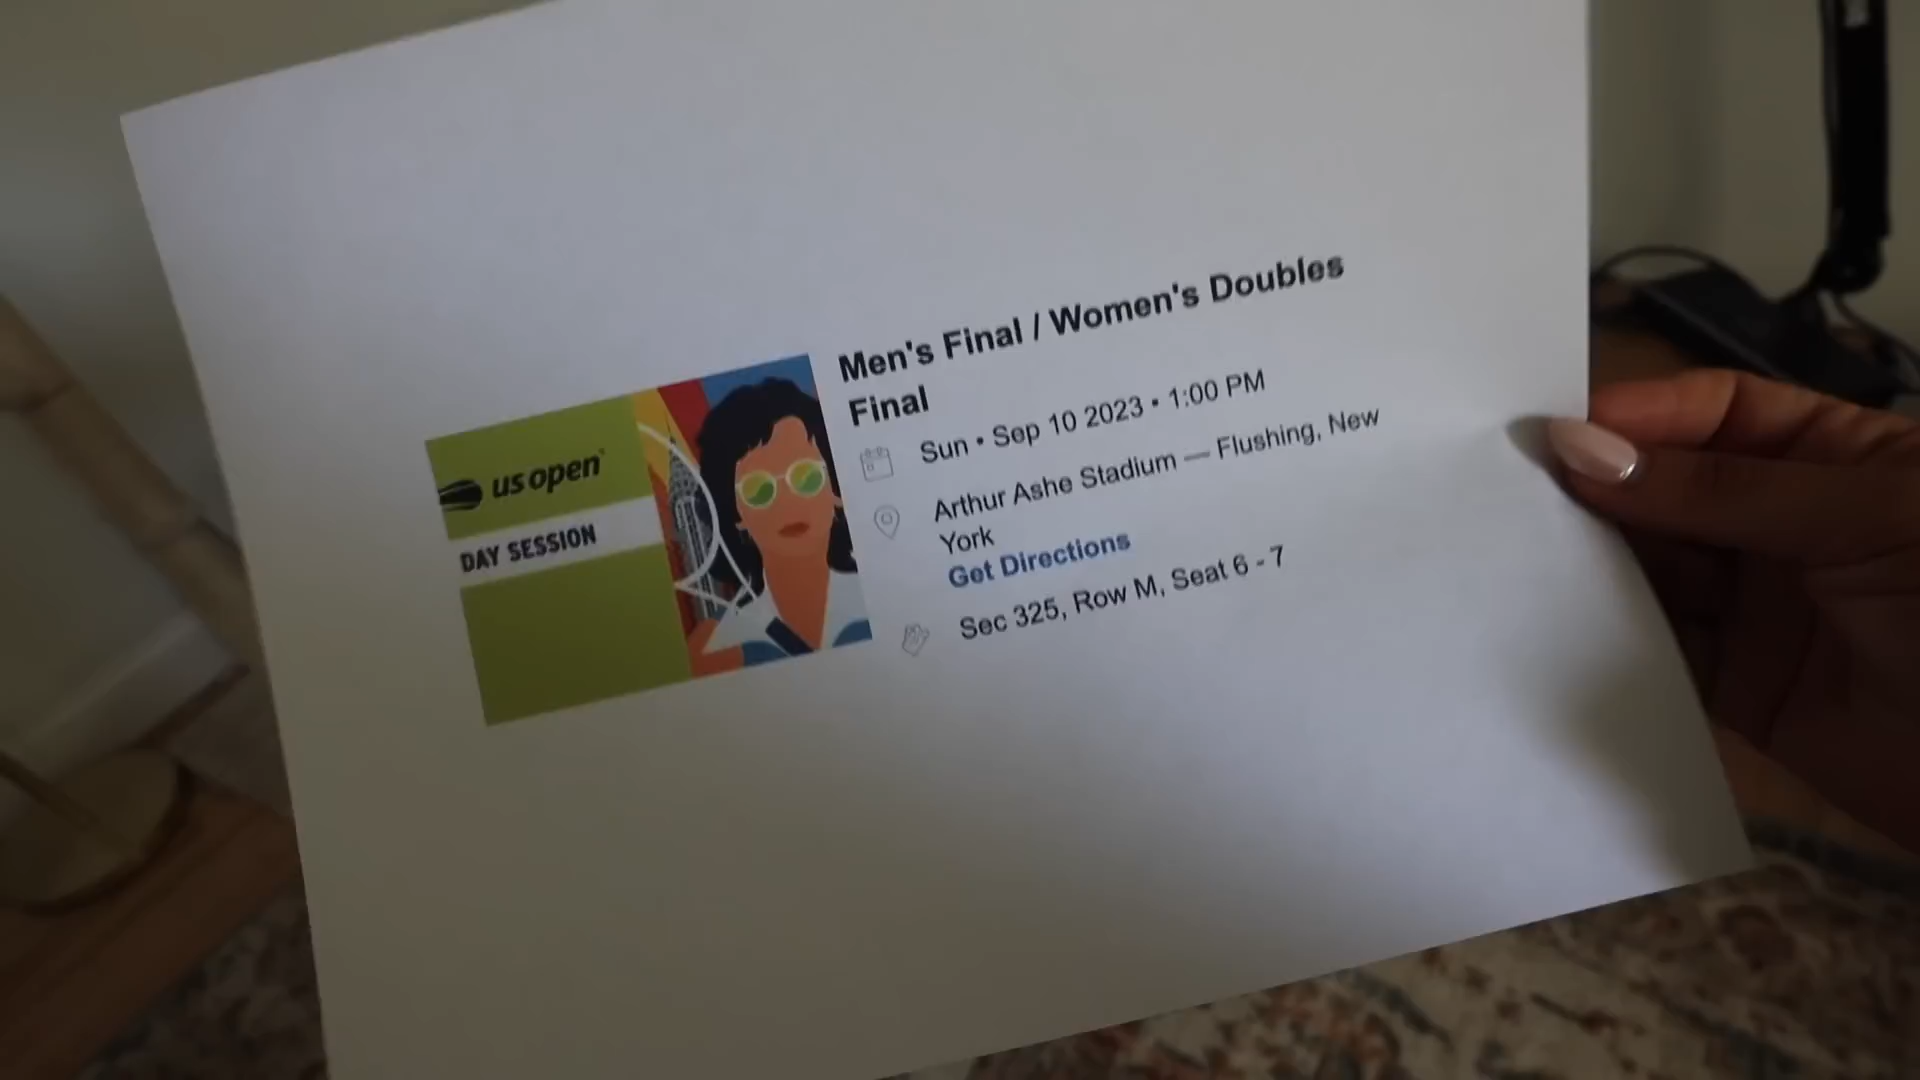 us open
DAY SESSION
Men's Final / Women's Doubles
Final
Sun • Sep 10 2023 • 1:00 PM
Arthur Ashe Stadium — Flushing, New
York
Get Directions
Sec 325, Row M, Seat 6 - 7